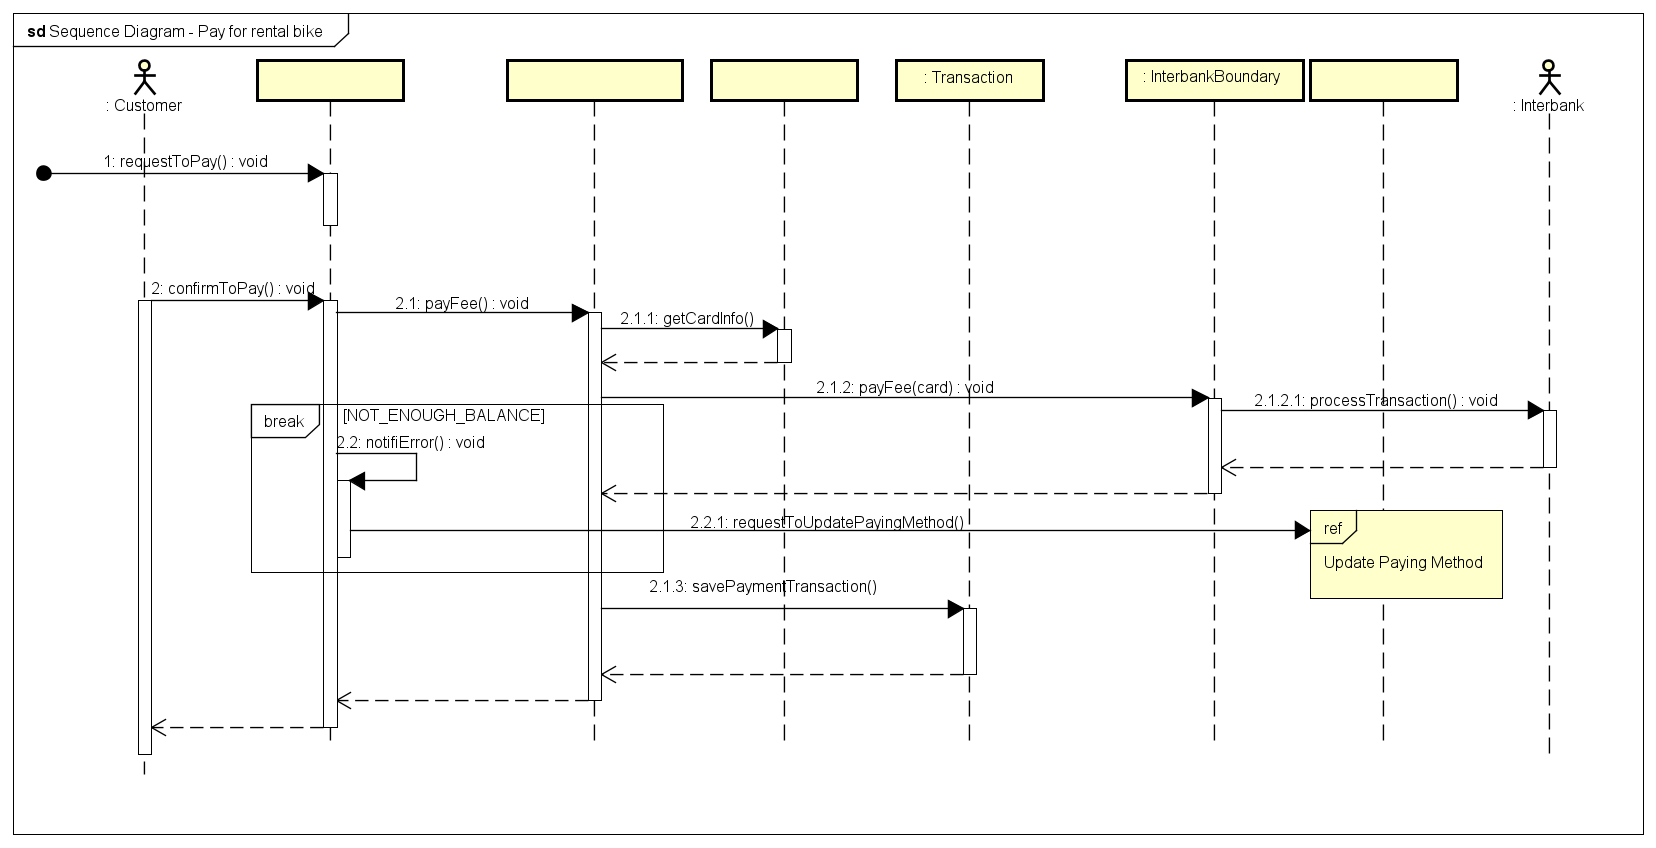 sd Sequence Diagram - Pay for rental bike
: Customer
: Transaction
: InterbankBoundary
: Interbank
1: requestToPay() : void
2: confirmToPay() : void
2.1: payFee() : void
2.1.1: getCardInfo()
2.1.2: payFee(card) : void
2.1.2.1: processTransaction() : void
break
[NOT_ENOUGH_BALANCE]
2.2: notifiError() : void
2.2.1: requestToUpdatePayingMethod()
ref
Update Paying Method
2.1.3: savePaymentTransaction()